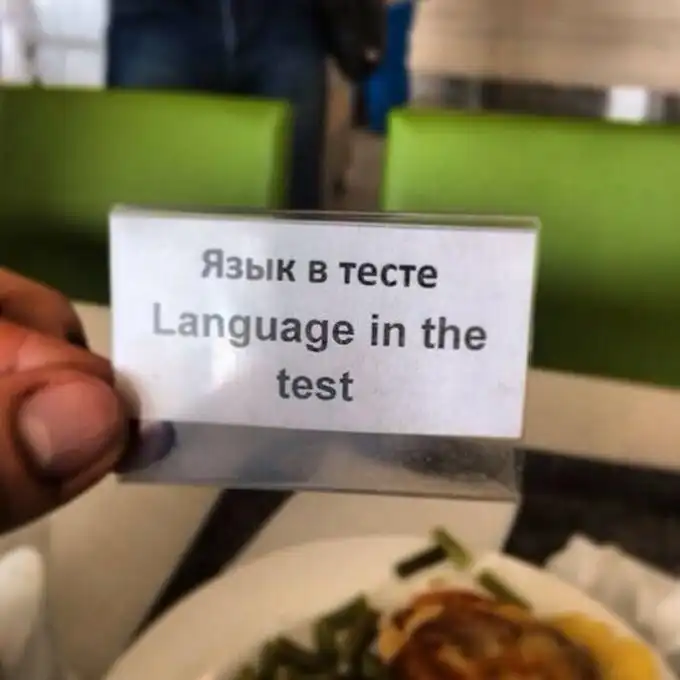 Язык в тесте
Language in the
test